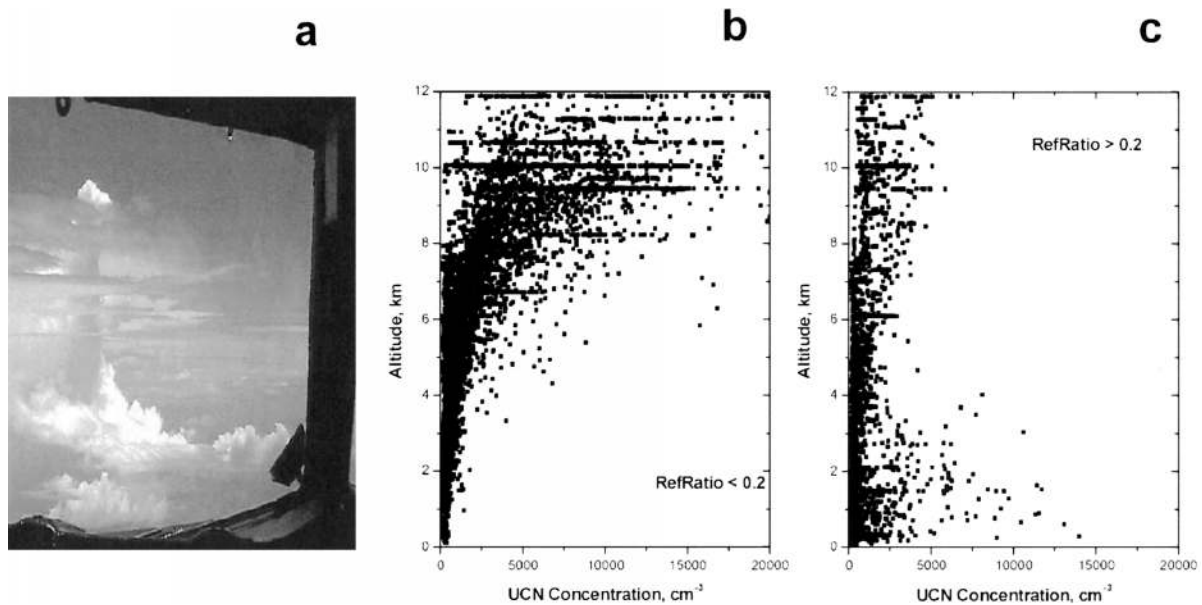 a
b
c
12
10
8
6
4
2
0
Altitude, km
RefRatio < 0.2
0
5000
10000
15000
20000
UCN Concentration, cm⁻³
12
10
8
6
4
2
0
Altitude, km
RefRatio > 0.2
0
5000
10000
15000
20000
UCN Concentration, cm⁻³